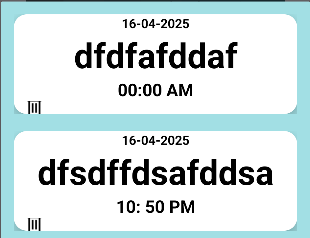 16-04-2025
dfdfafddaf
00:00 AM
16-04-2025
dfsdffdsafddsa
10: 50 PM